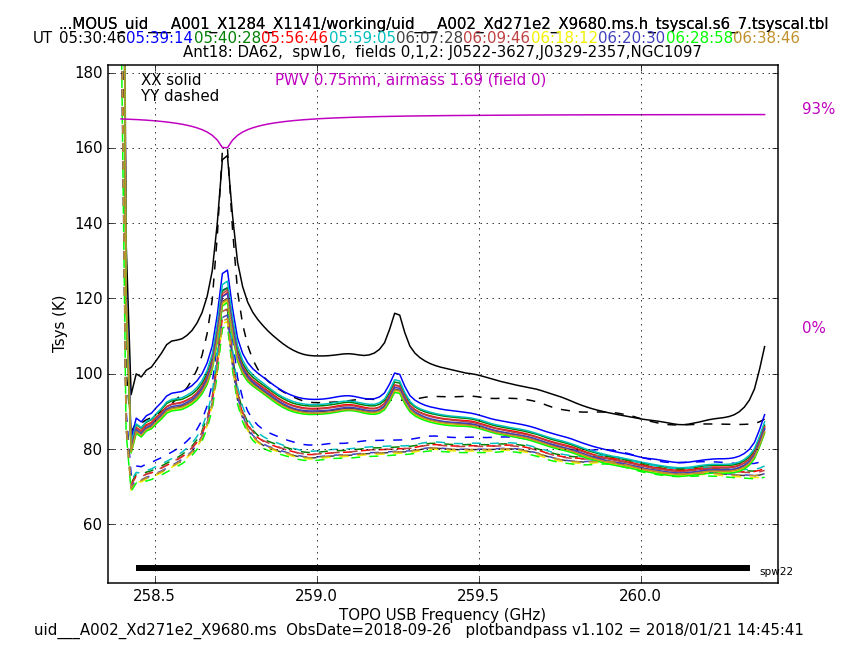 ...MOUS_uid___A001_X1284_X1141/working/uid___A002_Xd271e2_X9680.ms.h_tsyscal.s6_7.tsyscal.tbl
UT 05:30:46 05:39:14 05:40:28 05:56:46 05:59:05 06:07:28 06:09:46 06:18:12 06:20:30 06:28:58 06:38:46
Ant18: DA62, spw16, fields 0,1,2: J0522-3627,J0329-2357,NGC1097
XX solid
PWV 0.75mm, airmass 1.69 (field 0)
YY dashed
93%
0%
180
160
140
120
100
80
60
Tsys (K)
spw22
258.5 259.0 259.5 260.0
TOPO USB Frequency (GHz)
uid___A002_Xd271e2_X9680.ms ObsDate=2018-09-26 plotbandpass v1.102 = 2018/01/21 14:45:41